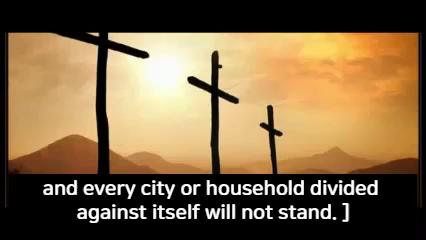 and every city or household divided
against itself will not stand. ]